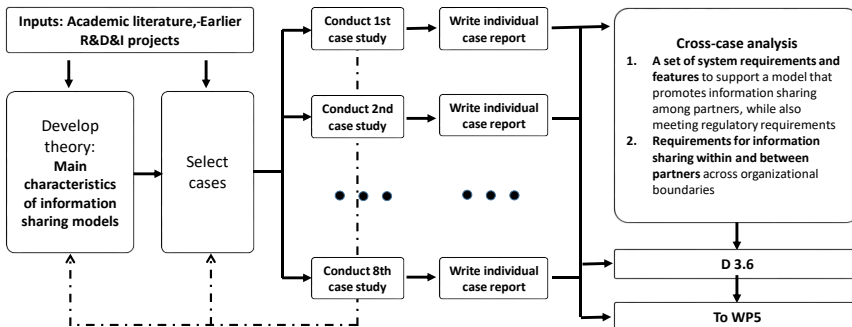 Inputs: Academic literature,-Earlier
R&D&I projects
Develop
theory:
Main
characteristics
of information
sharing models
Select
cases
Conduct 1st
case study
Write individual
case report
Conduct 2nd
case study
Write individual
case report
Conduct 8th
case study
Write individual
case report
Cross-case analysis
1. A set of system requirements and
features to support a model that
promotes information sharing
among partners, while also
meeting regulatory requirements
2. Requirements for information
sharing within and between
partners across organizational
boundaries
D 3.6
To WP5